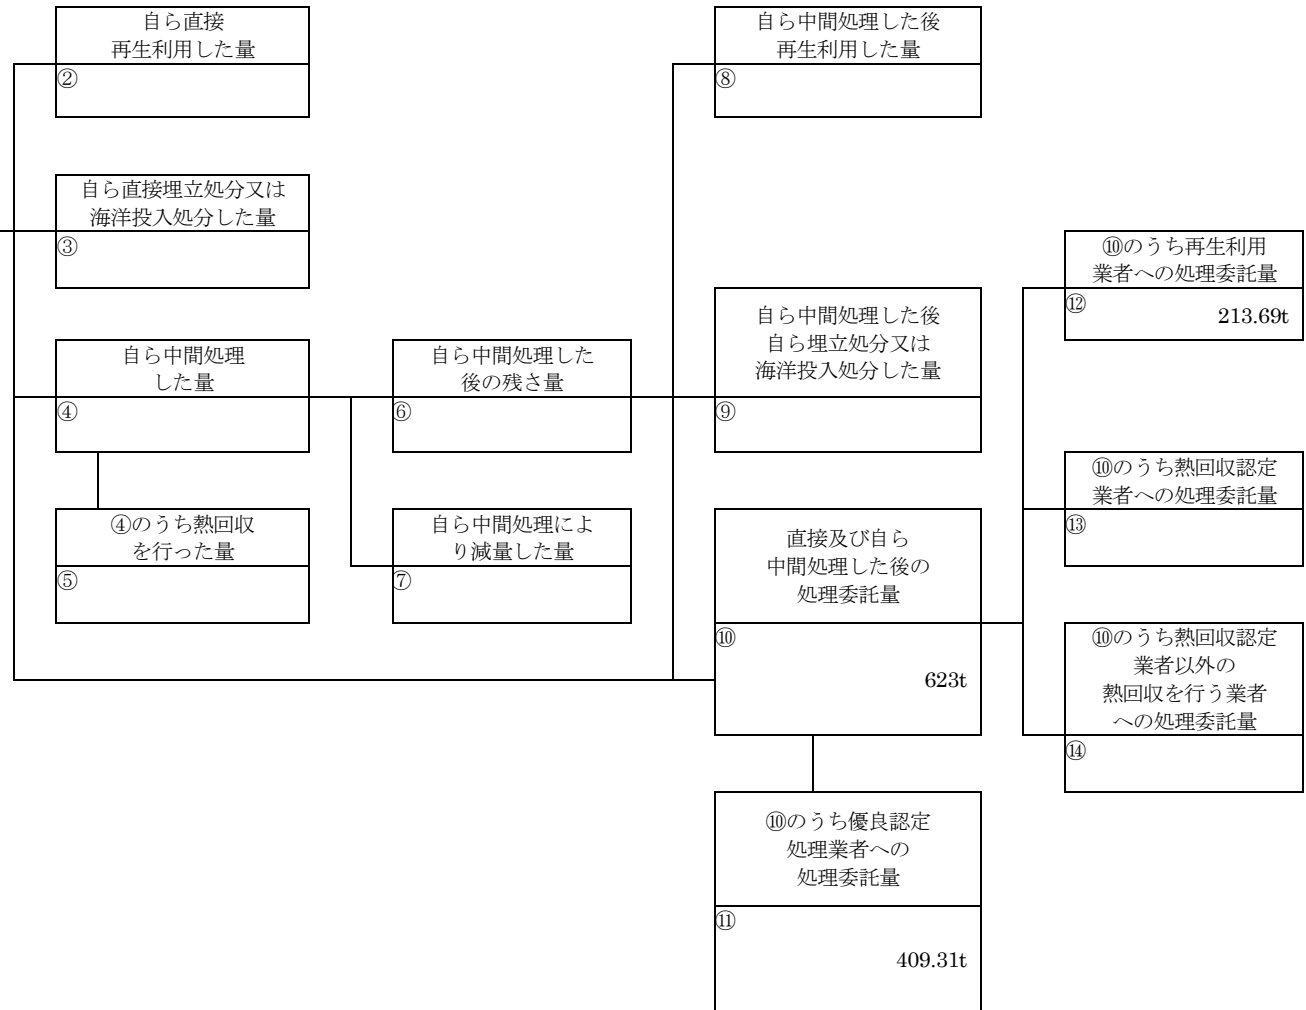 自ら直接
再生利用した量
②
自ら直接埋立処分又は
海洋投入処分した量
③
自ら中間処理
した量
④
④のうち熱回収
を行った量
⑤
自ら中間処理した
後の残さ量
⑥
自ら中間処理によ
り減量した量
⑦
自ら中間処理した後
再生利用した量
⑧
自ら中間処理した後
自ら埋立処分又は
海洋投入処分した量
⑨
直接及び自ら
中間処理した後の
処理委託量
⑩
623t
⑩のうち優良認定
処理業者への
処理委託量
⑪
409.31t
⑩のうち再生利用
業者への処理委託量
⑫
213.69t
⑩のうち熱回収認定
業者への処理委託量
⑬
⑩のうち熱回収認定
業者以外の
熱回収を行う業者
への処理委託量
⑭